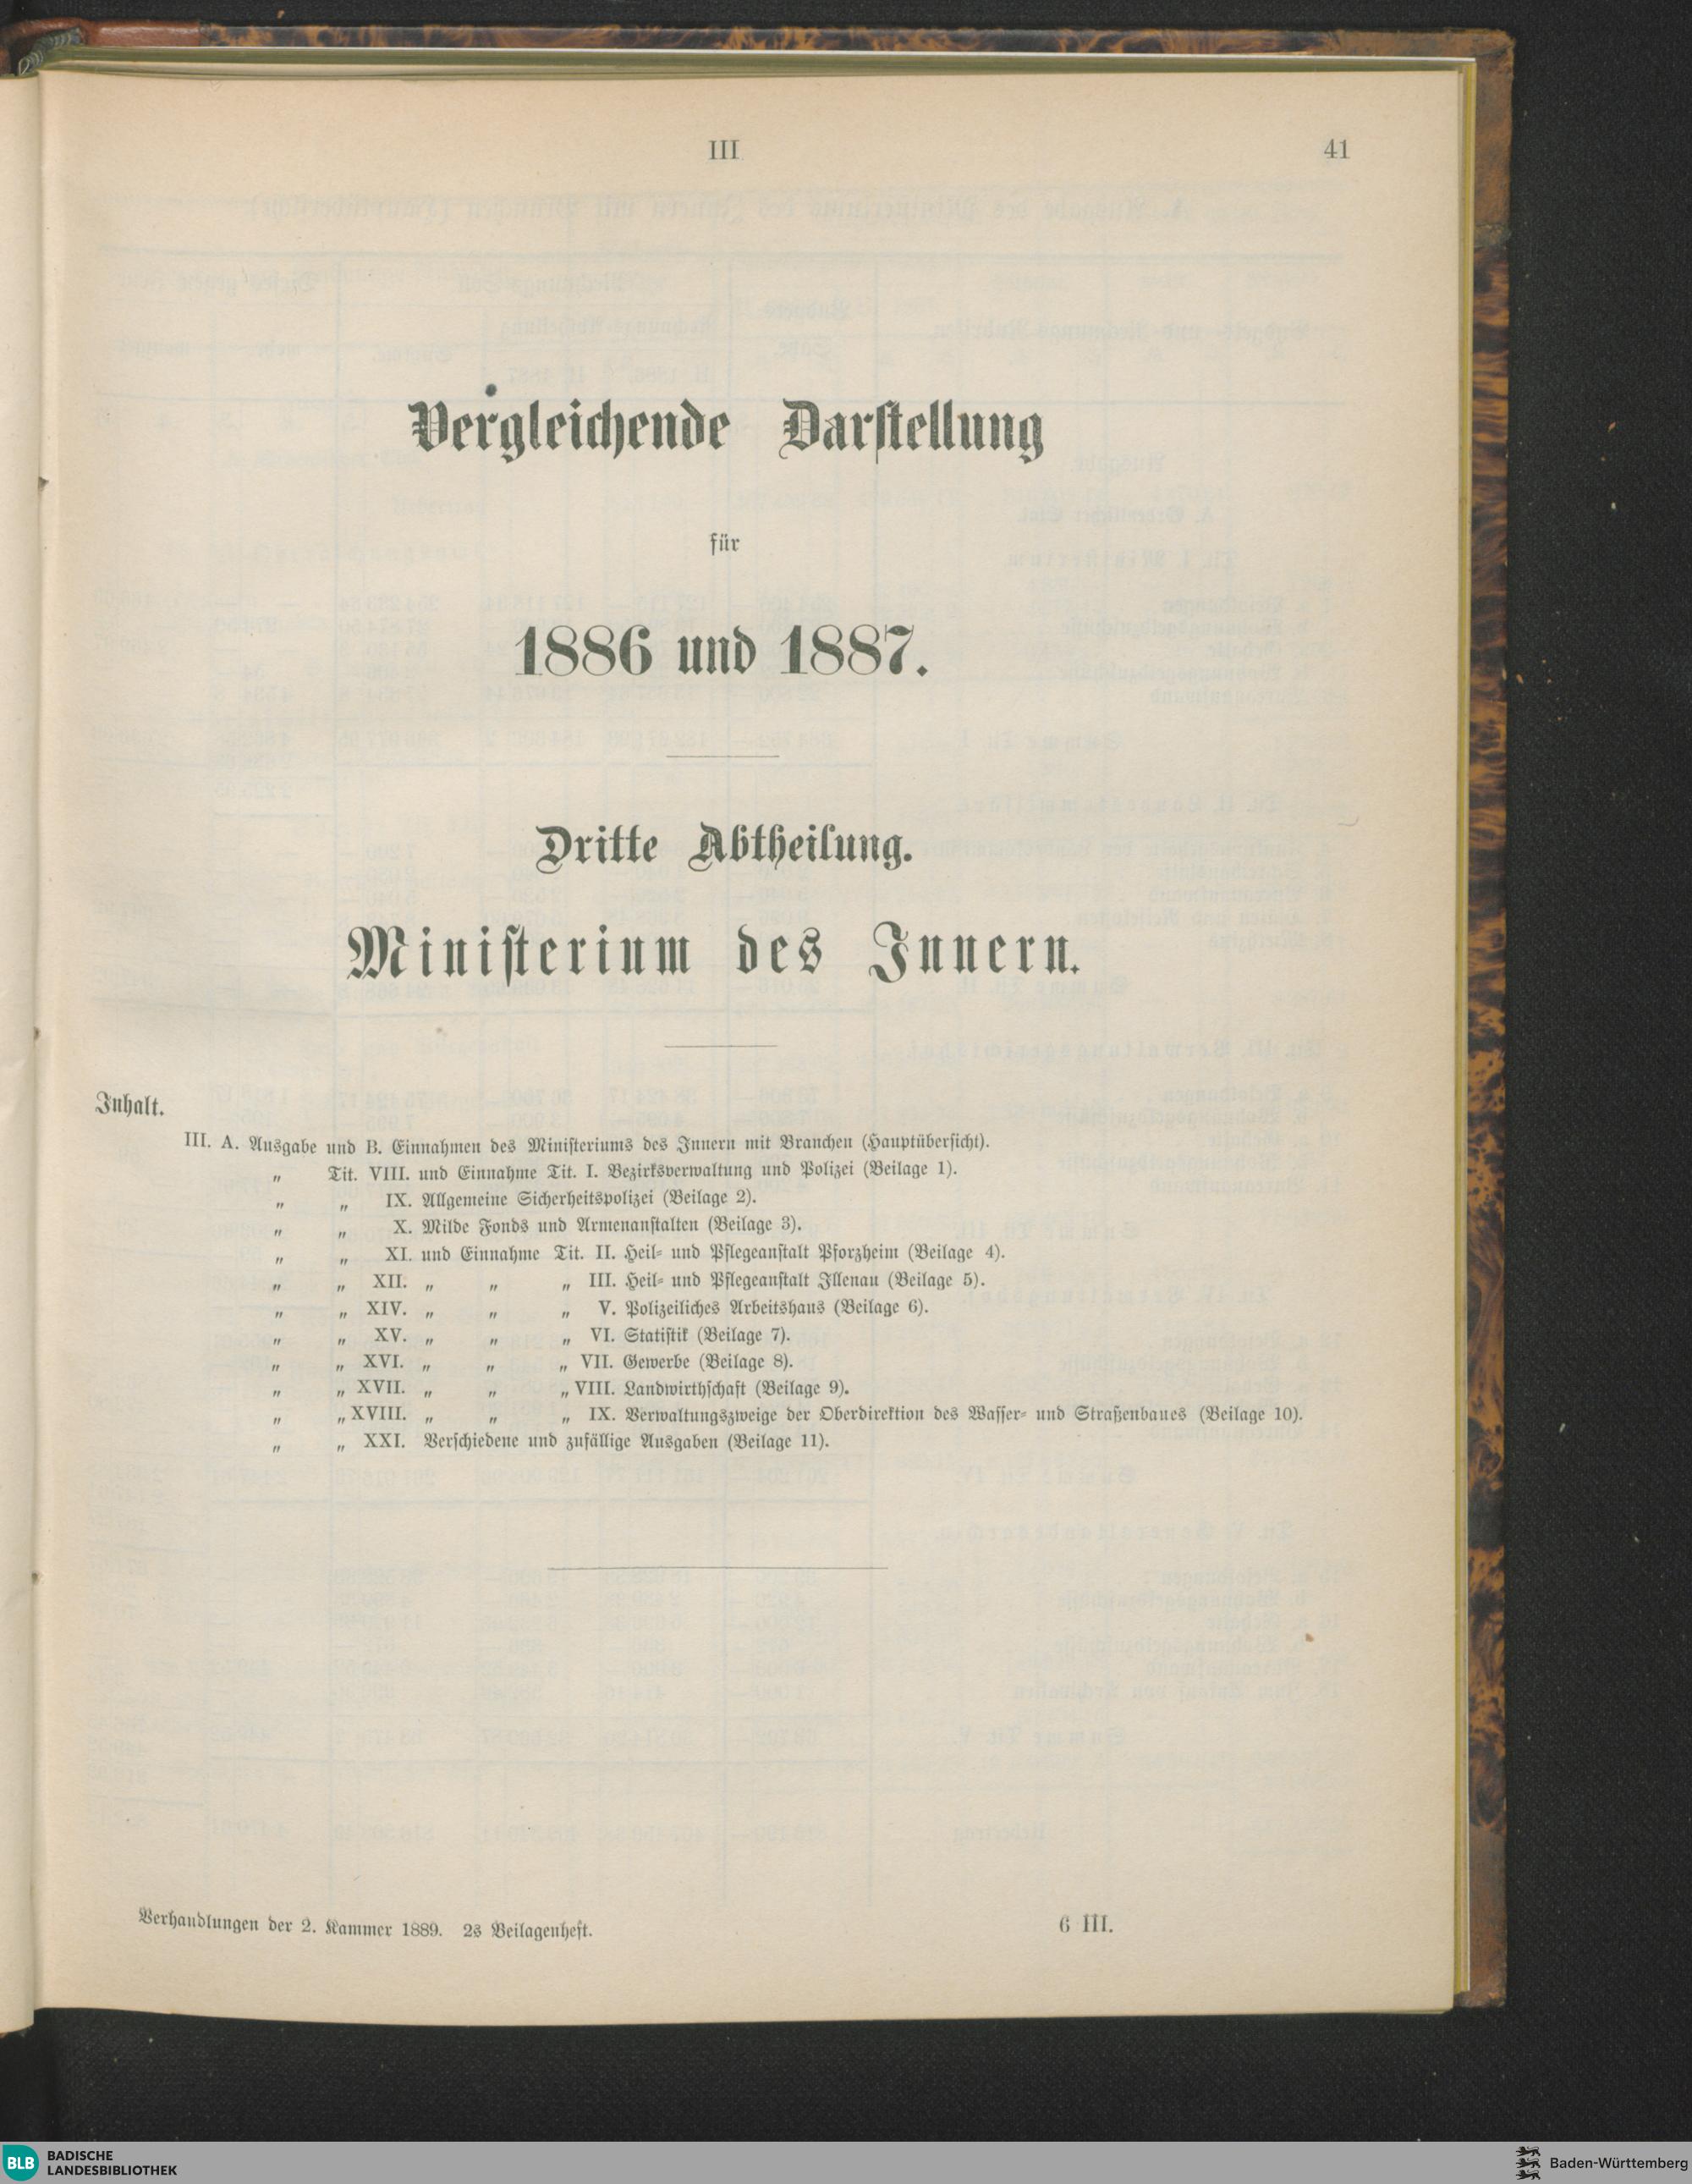 III 41
Vergleichende Darstellung
für
1886 und 1887.
Dritte Abtheilung.
Ministerium des Innern.
Inhalt.
III. A. Ausgabe und B. Einnahmen des Ministeriums des Innern mit Branchen (Hauptübersicht).
„ Tit. VIII. und Einnahme Tit. I. Bezirksverwaltung und Polizei (Beilage 1).
„ „ IX. Allgemeine Sicherheitspolizei (Beilage 2).
„ „ X. Milde Fonds und Armenanstalten (Beilage 3).
„ „ XI. und Einnahme Tit. II. Heil- und Pflegeanstalt Pforzheim (Beilage 4).
„ „ XII. „ „ „ III. Heil- und Pflegeanstalt Illenau (Beilage 5).
„ „ XIV. „ „ „ V. Polizeiliches Arbeitshaus (Beilage 6).
„ „ XV. „ „ „ VI. Statistik (Beilage 7).
„ „ XVI. „ „ „ VII. Gewerbe (Beilage 8).
„ „ XVII. „ „ „ VIII. Landwirthschaft (Beilage 9).
„ „ XVIII. „ „ „ IX. Verwaltungszweige der Oberdirektion des Wasser- und Straßenbaues (Beilage 10).
„ „ XXI. Verschiedene und zufällige Ausgaben (Beilage 11).
Verhandlungen der 2. Kammer 1889. 2s Beilagenheft. 6 III.
BLB BADISCHE
LANDESBIBLIOTHEK
Baden-Württemberg